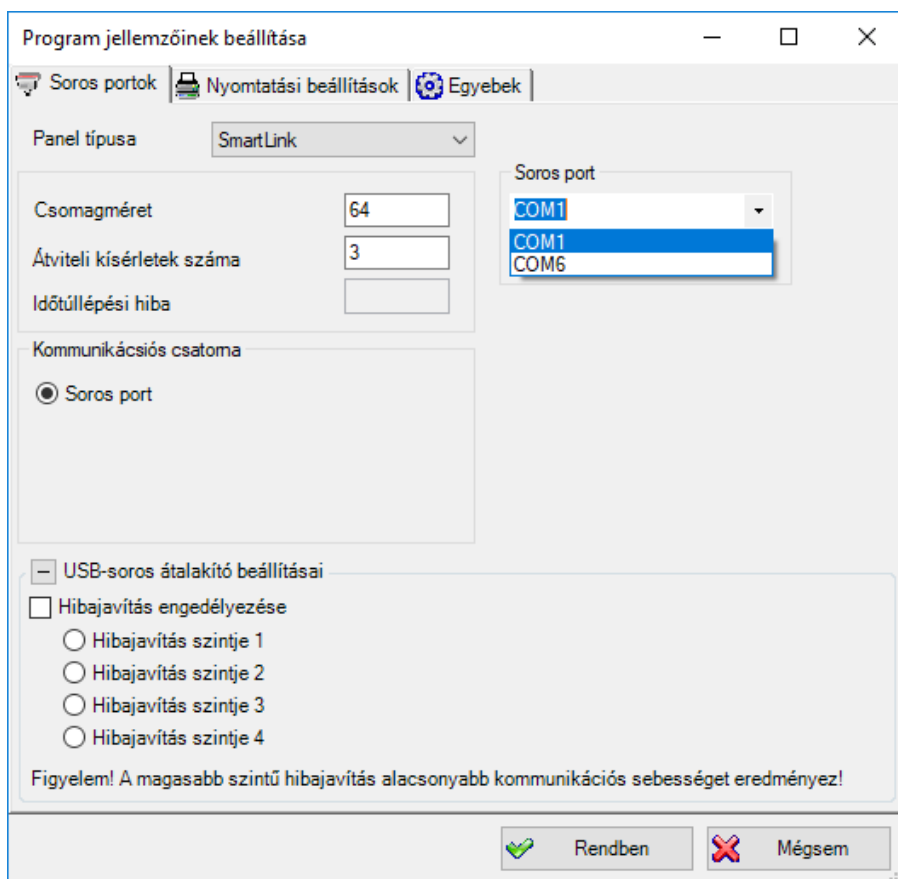 Program jellemzőinek beállítása
Soros portok Nyomtatási beállítások Egyebek
Panel típusa SmartLink
Soros port
Csomagméret 64 COM1
COM1
Átviteli kísérletek száma 3 COM6
Időtúllépési hiba
Kommunikácsiós csatorna
Soros port
USB-soros átalakító beállításai
Hibajavítás engedélyezése
Hibajavítás szintje 1
Hibajavítás szintje 2
Hibajavítás szintje 3
Hibajavítás szintje 4
Figyelem! A magasabb szintű hibajavítás alacsonyabb kommunikációs sebességet eredményez!
Rendben Mégsem